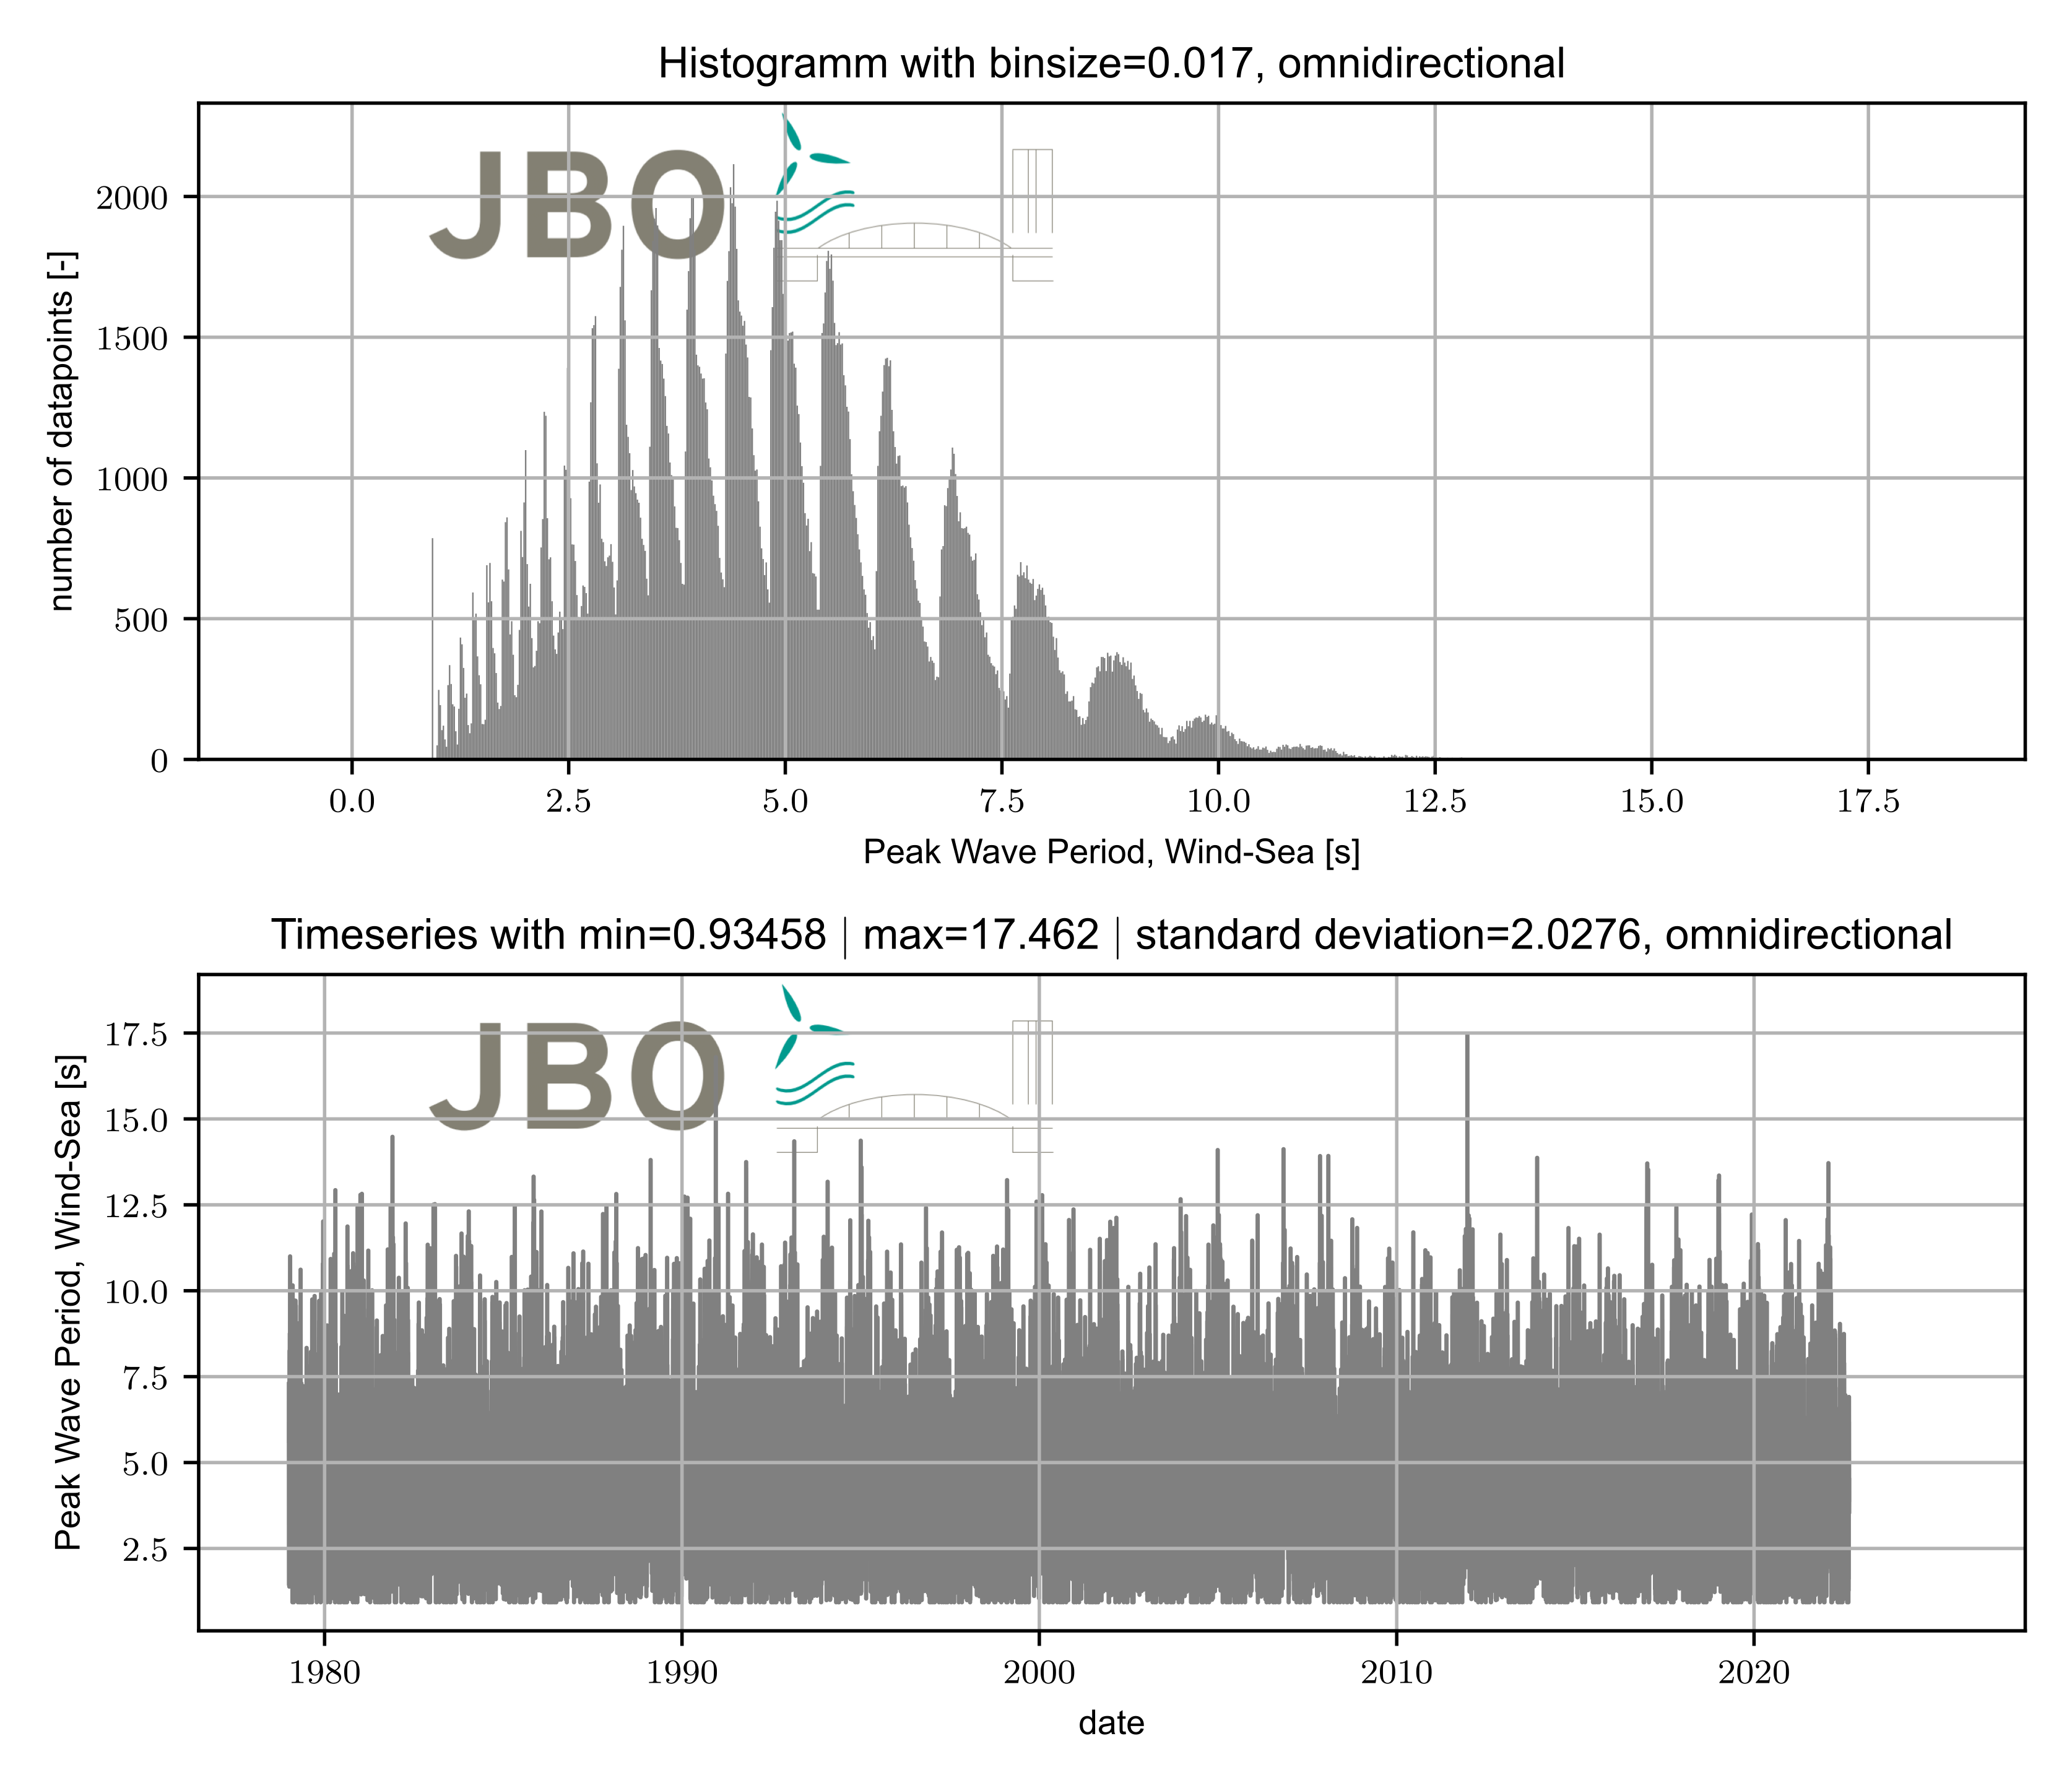 Histogramm with binsize=0.017, omnidirectional
JBO
2000
1500
1000
500
0
number of datapoints [-]
0.0 2.5 5.0 7.5 10.0 12.5 15.0 17.5
Peak Wave Period, Wind-Sea [s]
Timeseries with min=0.93458 | max=17.462 | standard deviation=2.0276, omnidirectional
JBO
17.5
15.0
12.5
10.0
7.5
5.0
2.5
Peak Wave Period, Wind-Sea [s]
1980 1990 2000 2010 2020
date